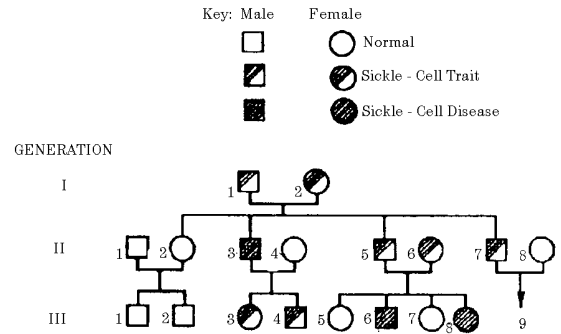 Key: Male Female
Normal
Sickle - Cell Trait
Sickle - Cell Disease
GENERATION
I 1 2
II 1 2 3 4 5 6 7 8
III 1 2 3 4 5 6 7 8 9